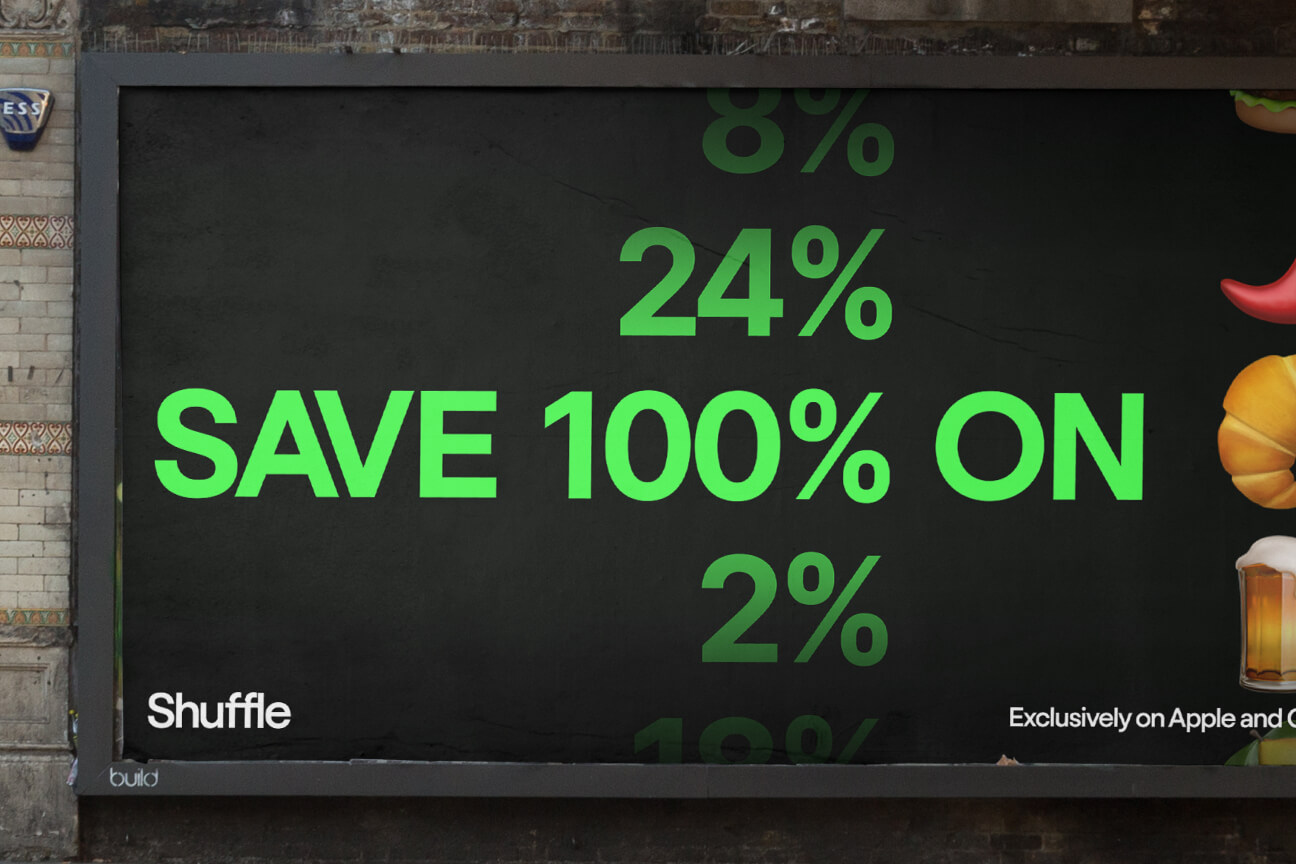 ESS
8%
24%
SAVE 100% ON
2%
Shuffle
Exclusively on Apple and
build